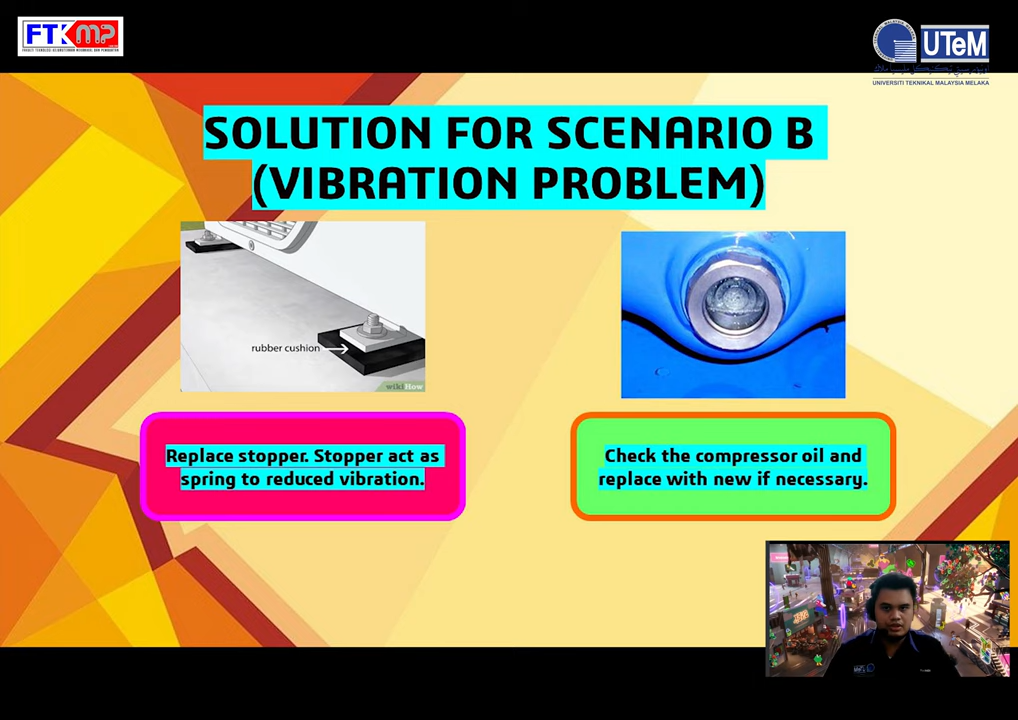 FTKMP
UTeM
UNIVERSITI TEKNIKAL MALAYSIA MELAKA
SOLUTION FOR SCENARIO B
(VIBRATION PROBLEM)
rubber cushion
wikiHow
Replace stopper. Stopper act as
spring to reduced vibration.
Check the compressor oil and
replace with new if necessary.